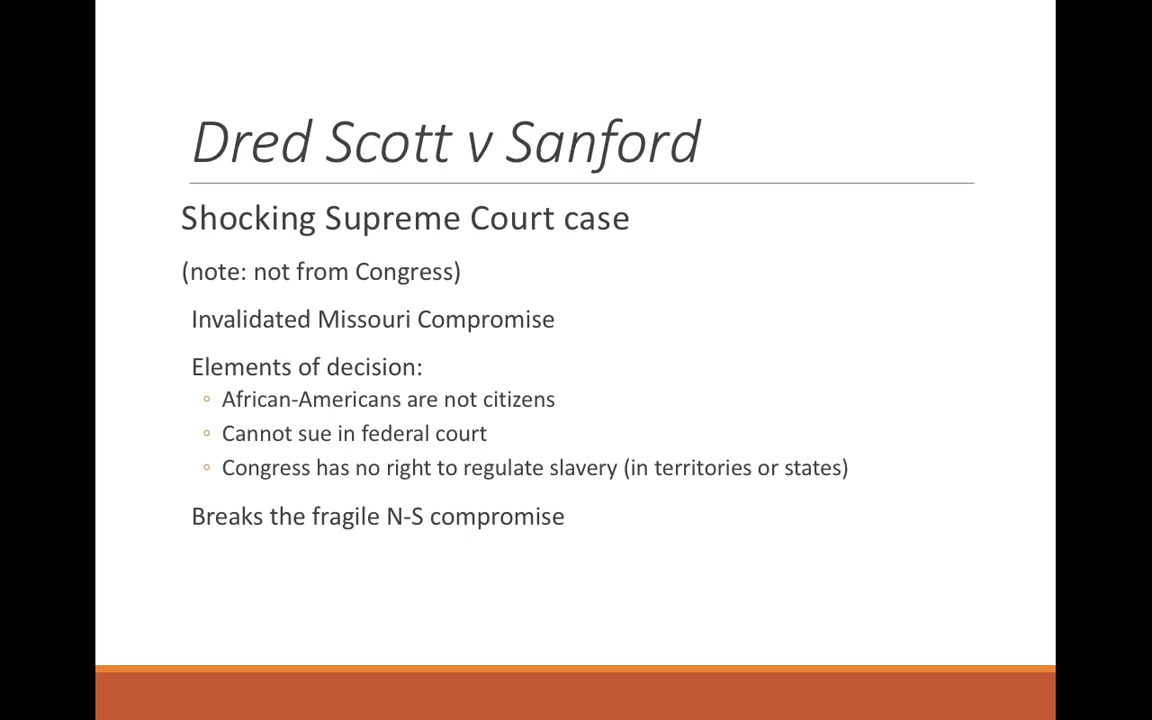 Dred Scott v Sanford
Shocking Supreme Court case
(note: not from Congress)
Invalidated Missouri Compromise
Elements of decision:
◦ African-Americans are not citizens
◦ Cannot sue in federal court
◦ Congress has no right to regulate slavery (in territories or states)
Breaks the fragile N-S compromise